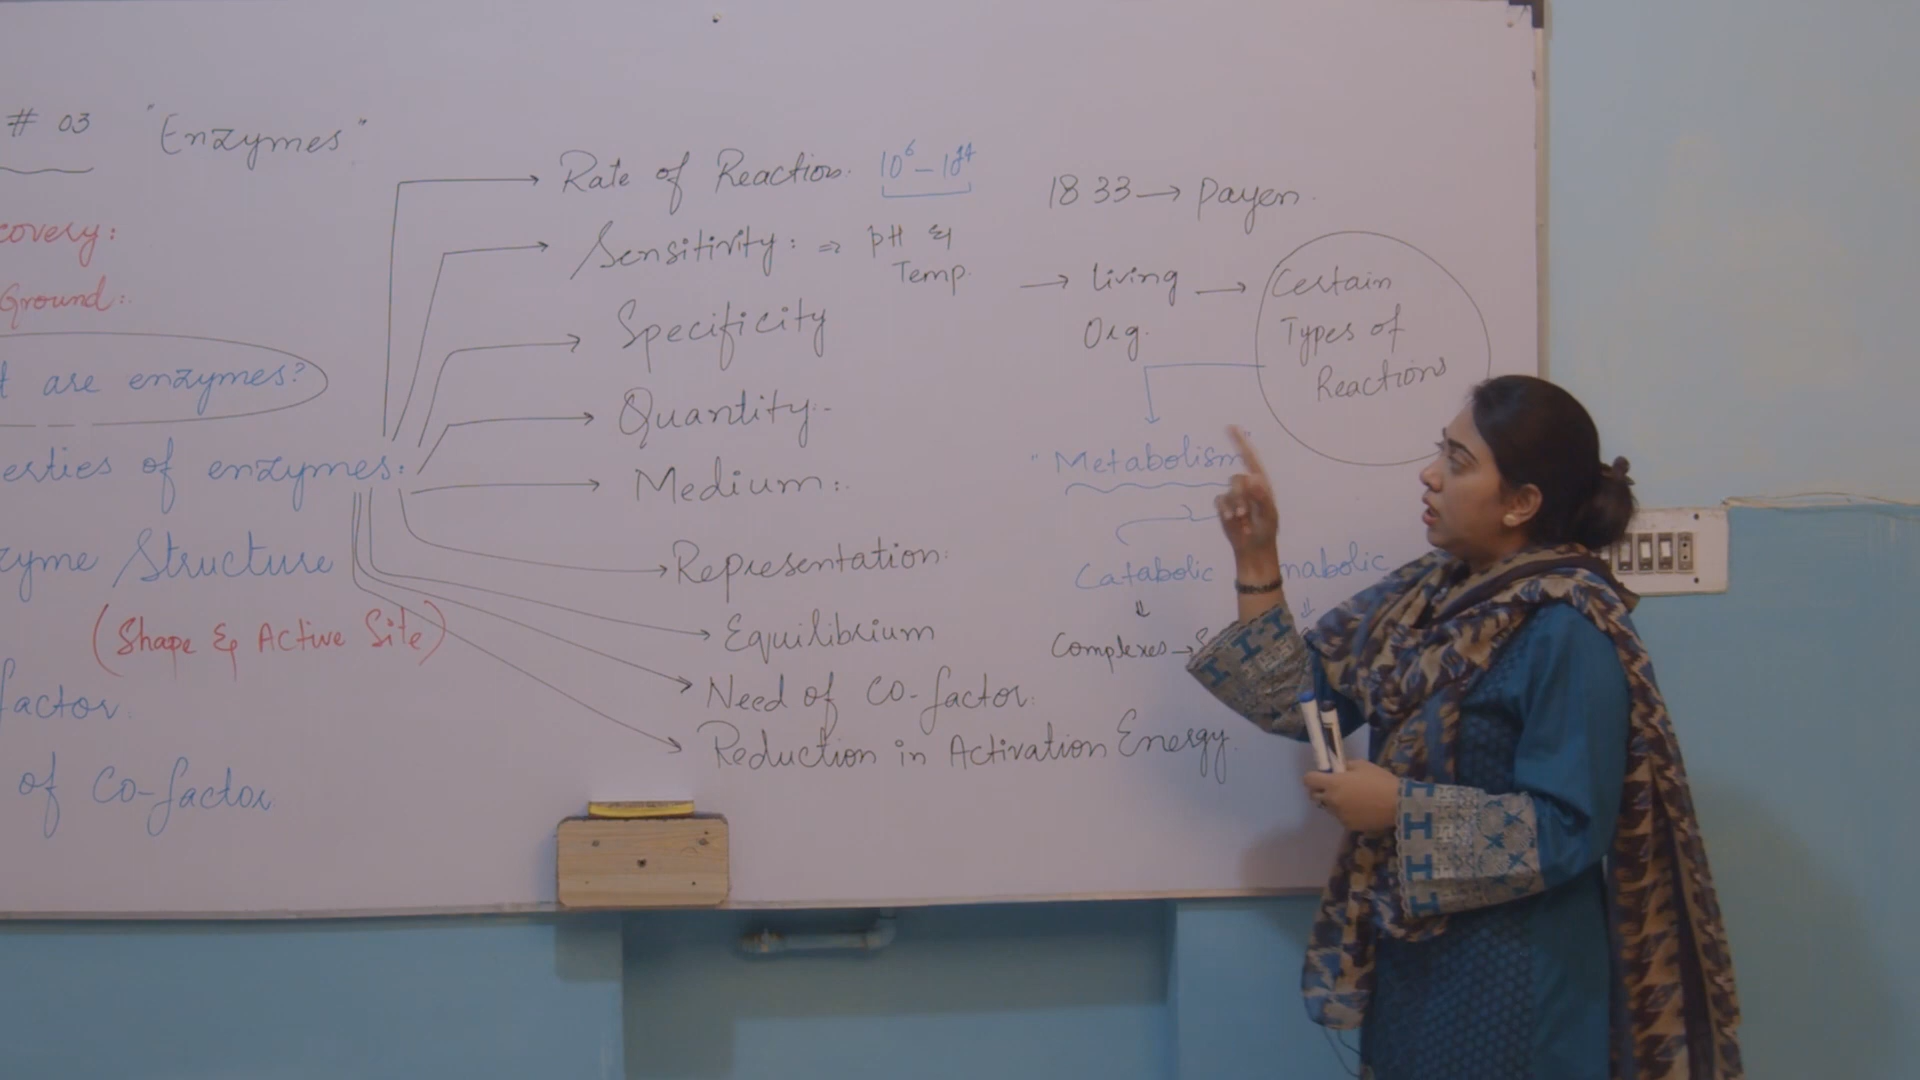 # 03 "Enzymes"
covery:
Ground:
t are enzymes?
erties of enzymes:
zyme Structure
(Shape & Active Site)
factor.
of Co-factor
Rate of Reaction. 10⁶ - 10¹⁴
Sensitivity: ⇒ pH &
Temp.
Specificity
Quantity:-
Medium:
Representation:
Equilibrium
Need of Co-factor.
Reduction in Activation Energy.
1833 → Payen.
→ living → Certain
Org. Types of
Reactions
"Metabolism"
Catabolic nabolic
⇓ ⇓
Complexes → S